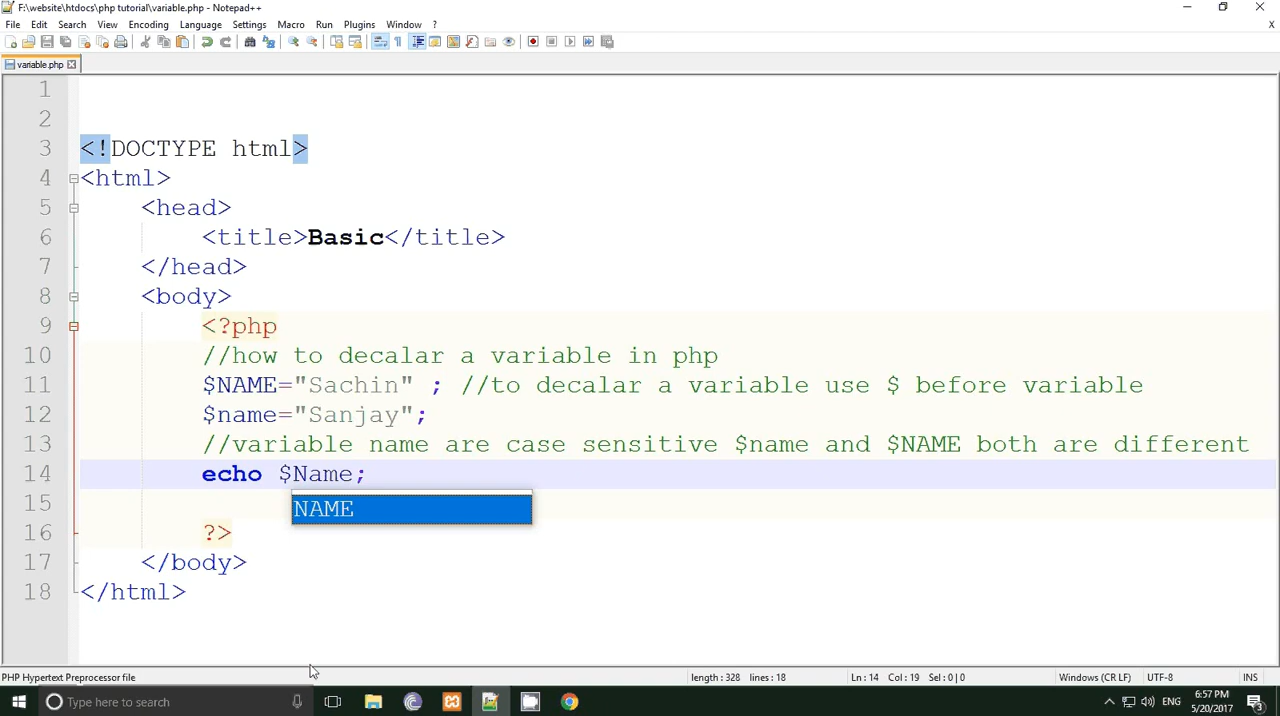 F:\website\htdocs\php tutorial\variable.php - Notepad++
File Edit Search View Encoding Language Settings Macro Run Plugins Window ?
variable.php
1
2
3 <!DOCTYPE html>
4 <html>
5 <head>
6 <title>Basic</title>
7 </head>
8 <body>
9 <?php
10 //how to decalar a variable in php
11 $NAME="Sachin" ; //to decalar a variable use $ before variable
12 $name="Sanjay";
13 //variable name are case sensitive $name and $NAME both are different
14 echo $Name;
15 NAME
16 ?>
17 </body>
18 </html>
PHP Hypertext Preprocessor file length : 328 lines : 18 Ln : 14 Col : 19 Sel : 0 | 0 Windows (CR LF) UTF-8 INS
Type here to search ENG 6:57 PM
5/20/2017 3